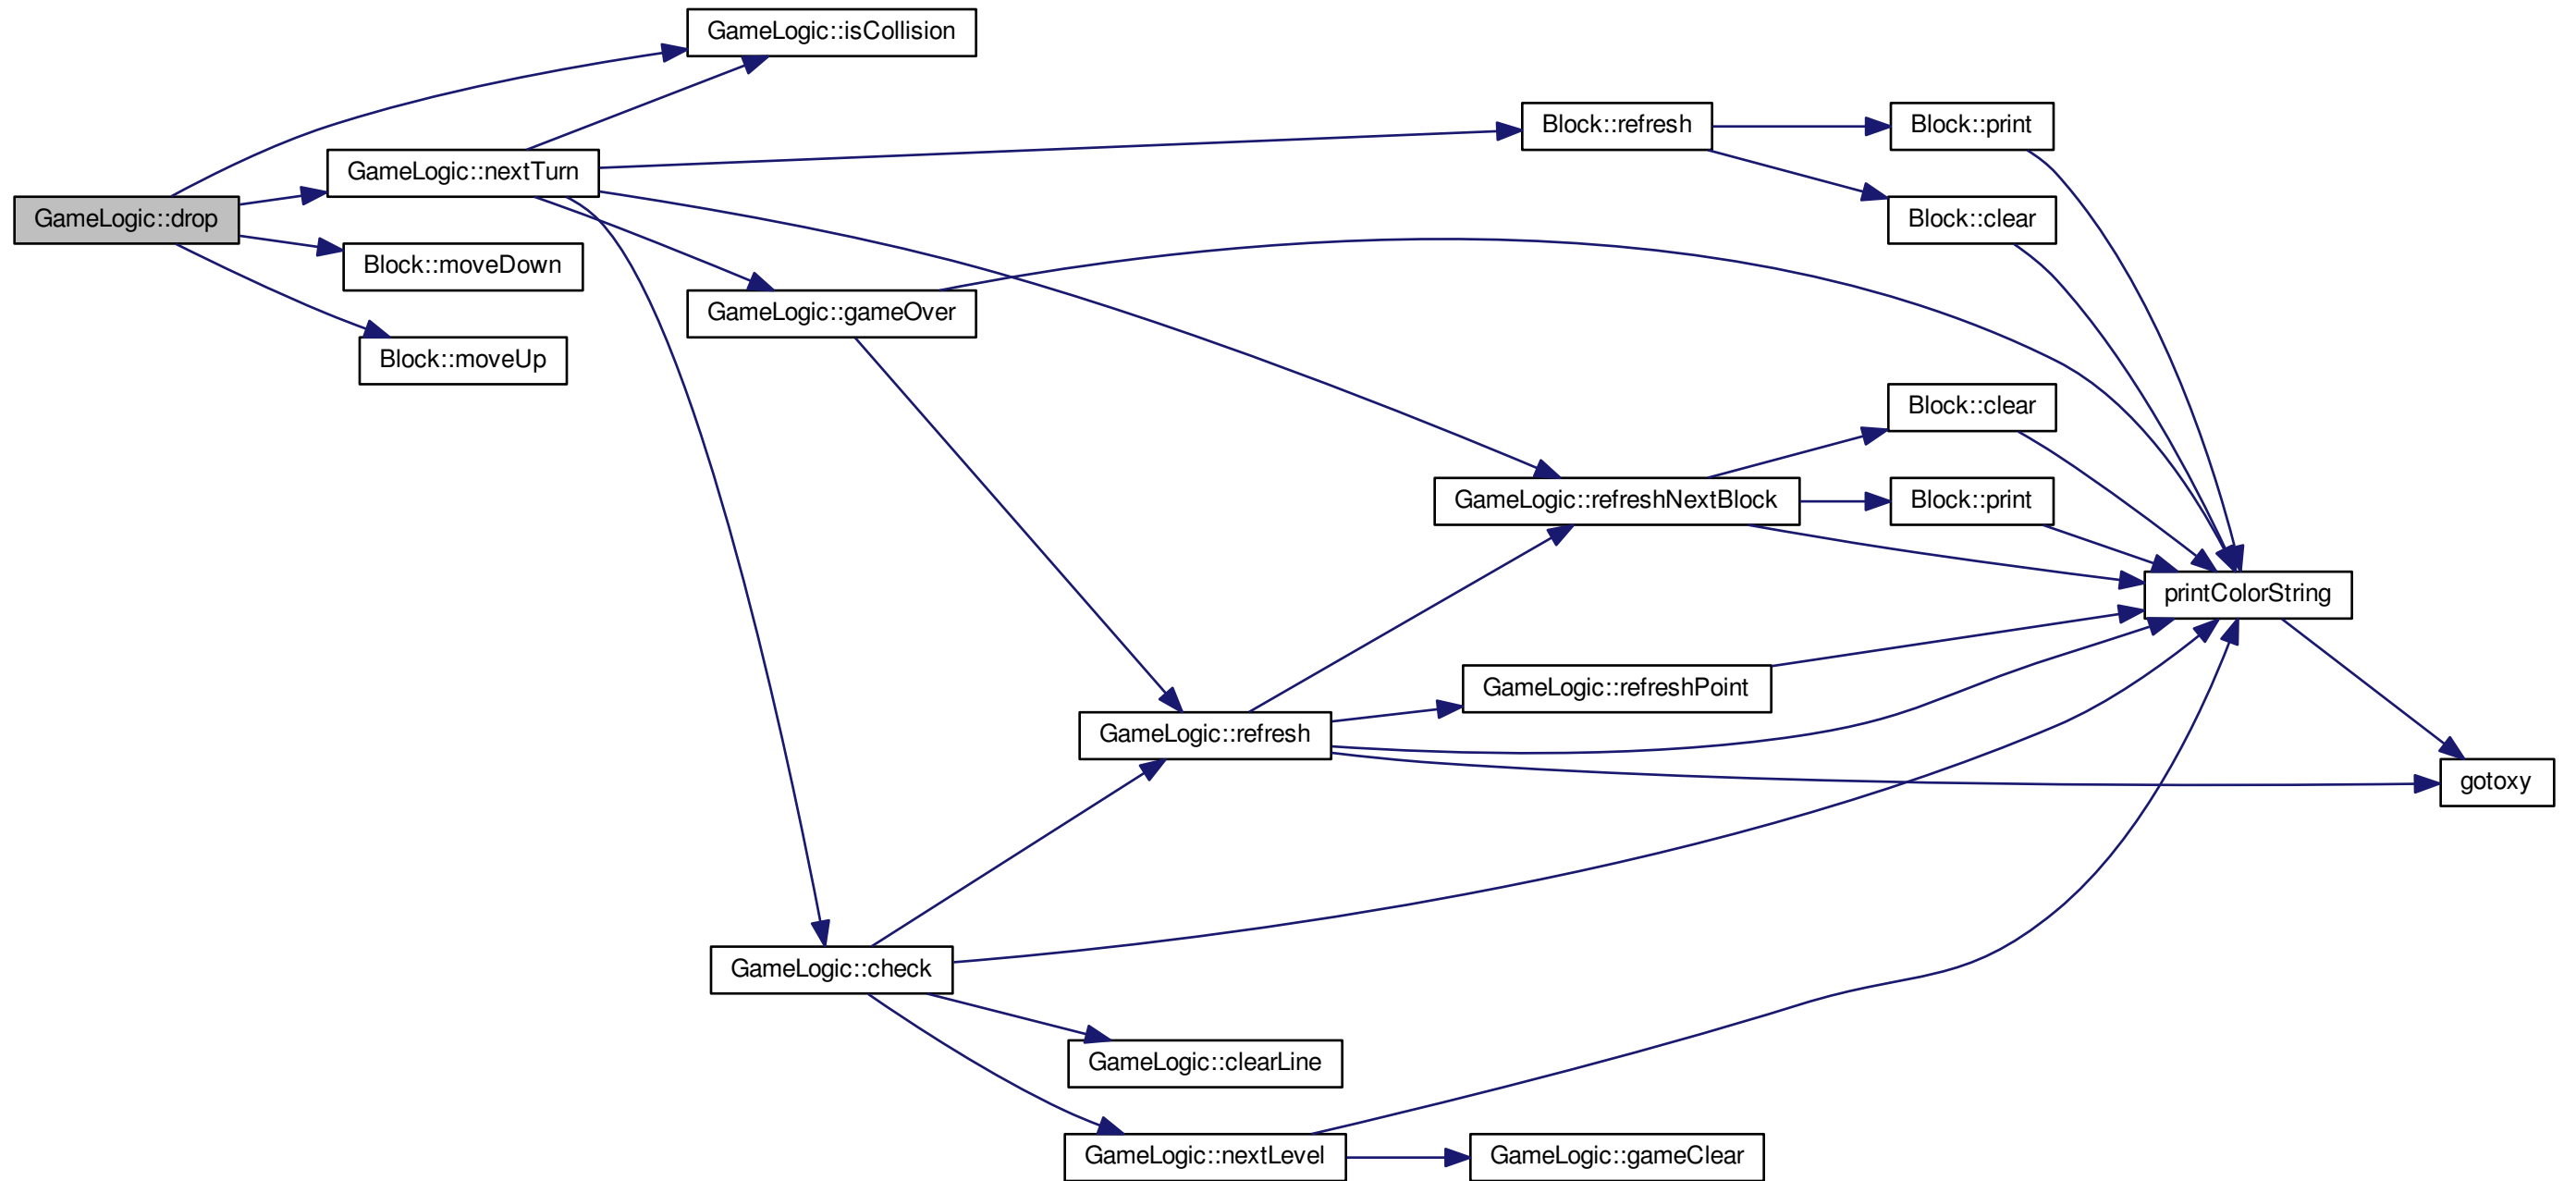 GameLogic::isCollision
Block::refresh
Block::print
GameLogic::nextTurn
GameLogic::drop
Block::clear
Block::moveDown
GameLogic::gameOver
Block::moveUp
Block::clear
GameLogic::refreshNextBlock
Block::print
printColorString
GameLogic::refreshPoint
GameLogic::refresh
gotoxy
GameLogic::check
GameLogic::clearLine
GameLogic::nextLevel
GameLogic::gameClear